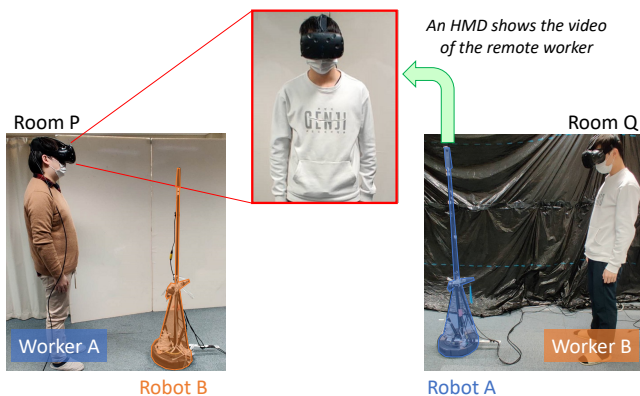 An HMD shows the video
of the remote worker
Room P
Room Q
GENJI
Worker A
Worker B
Robot B
Robot A